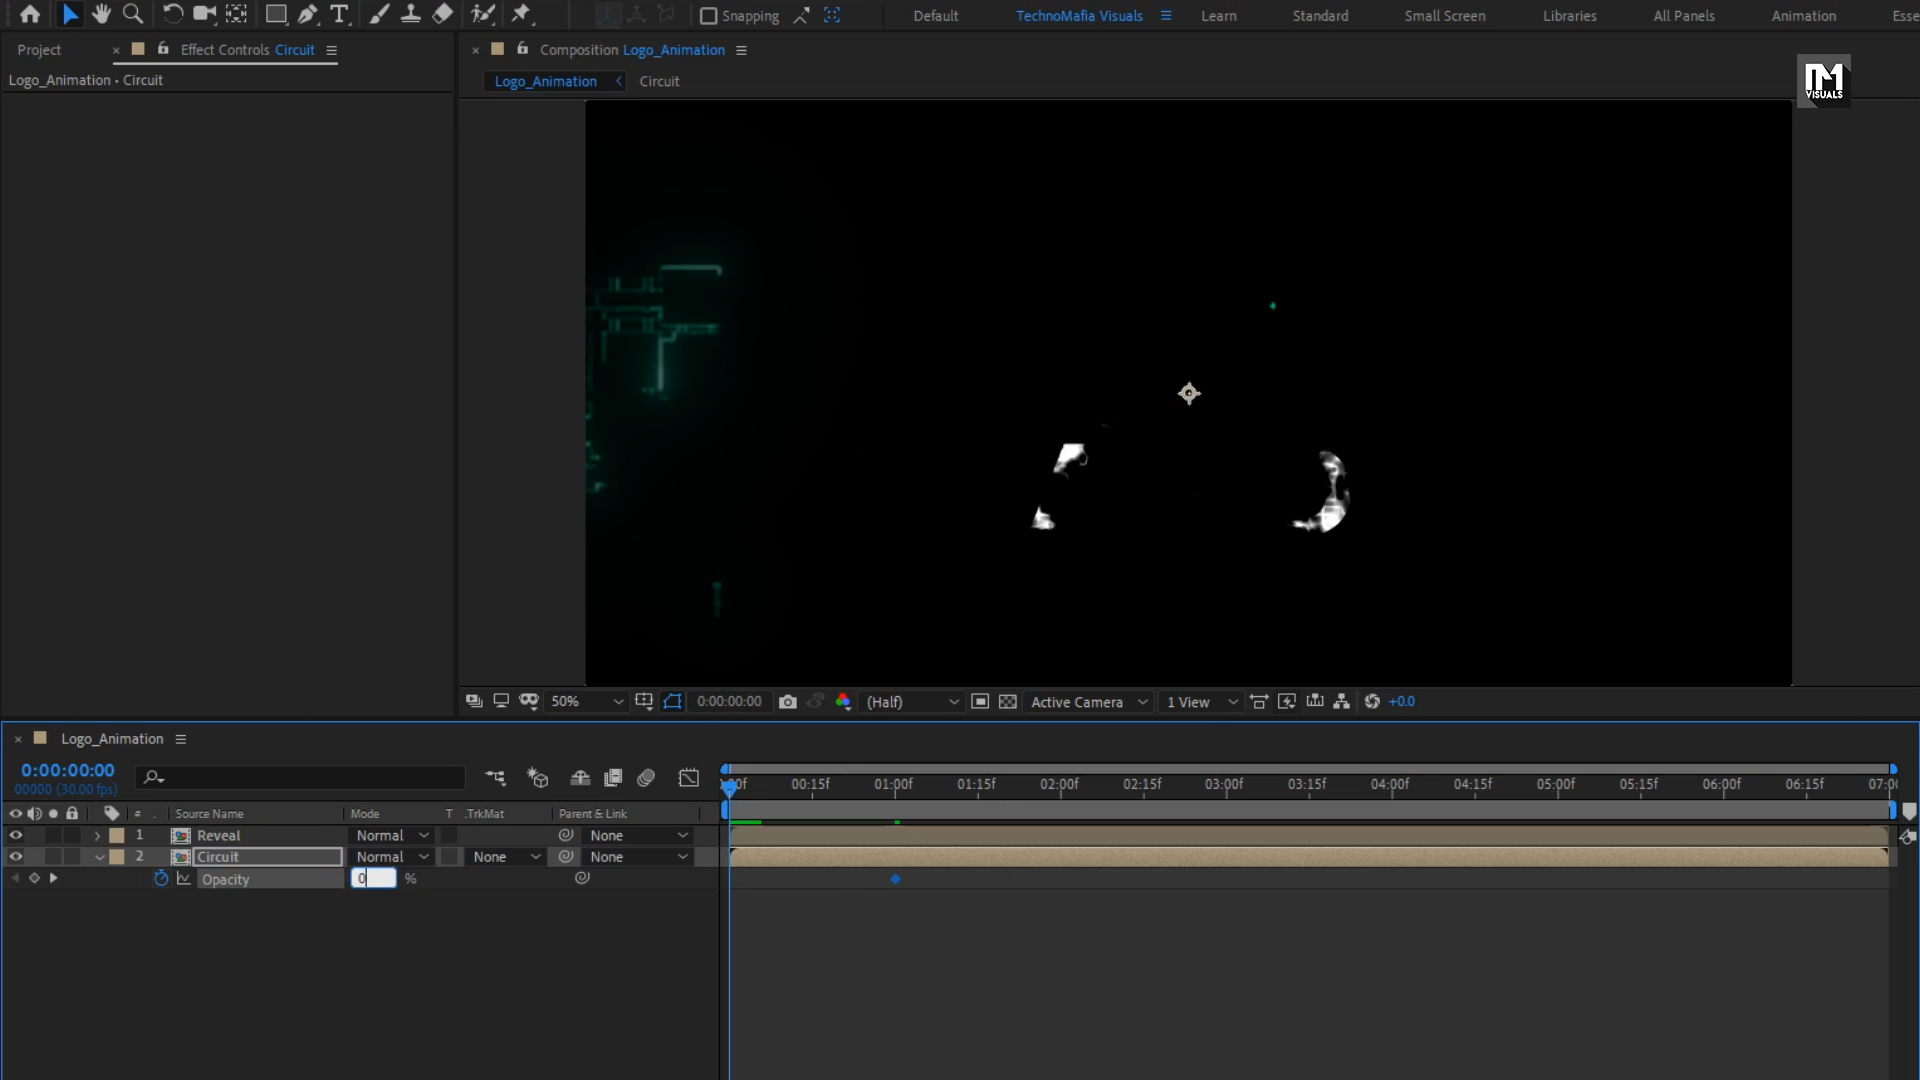 Snapping
Default
TechnoMafia Visuals
Learn
Standard
Small Screen
Libraries
All Panels
Animation
Esse
Project
Effect Controls Circuit
Composition Logo_Animation
Logo_Animation • Circuit
Logo_Animation
Circuit
VISUALS
50%
0:00:00:00
(Half)
Active Camera
1 View
+0.0
Logo_Animation
0:00:00:00
00000 (30.00 fps)
:00f
00:15f
01:00f
01:15f
02:00f
02:15f
03:00f
03:15f
04:00f
04:15f
05:00f
05:15f
06:00f
06:15f
07:00
#
Source Name
Mode
T .TrkMat
Parent & Link
1 Reveal Normal None
2 Circuit Normal None None
Opacity 0 %